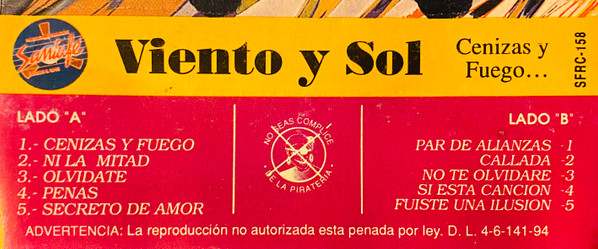 Santa Fe
Viento y Sol
Cenizas y
Fuego...
SFRC-158
LADO "A"
1.- CENIZAS Y FUEGO
2.- NI LA MITAD
3.- OLVIDATE
4.- PENAS
5.- SECRETO DE AMOR
NO SEAS COMPLICE
DE LA PIRATERIA
LADO "B"
PAR DE ALIANZAS -1
CALLADA -2
NO TE OLVIDARE -3
SI ESTA CANCION -4
FUISTE UNA ILUSION -5
ADVERTENCIA: La reproducción no autorizada esta penada por ley. D. L. 4-6-141-94